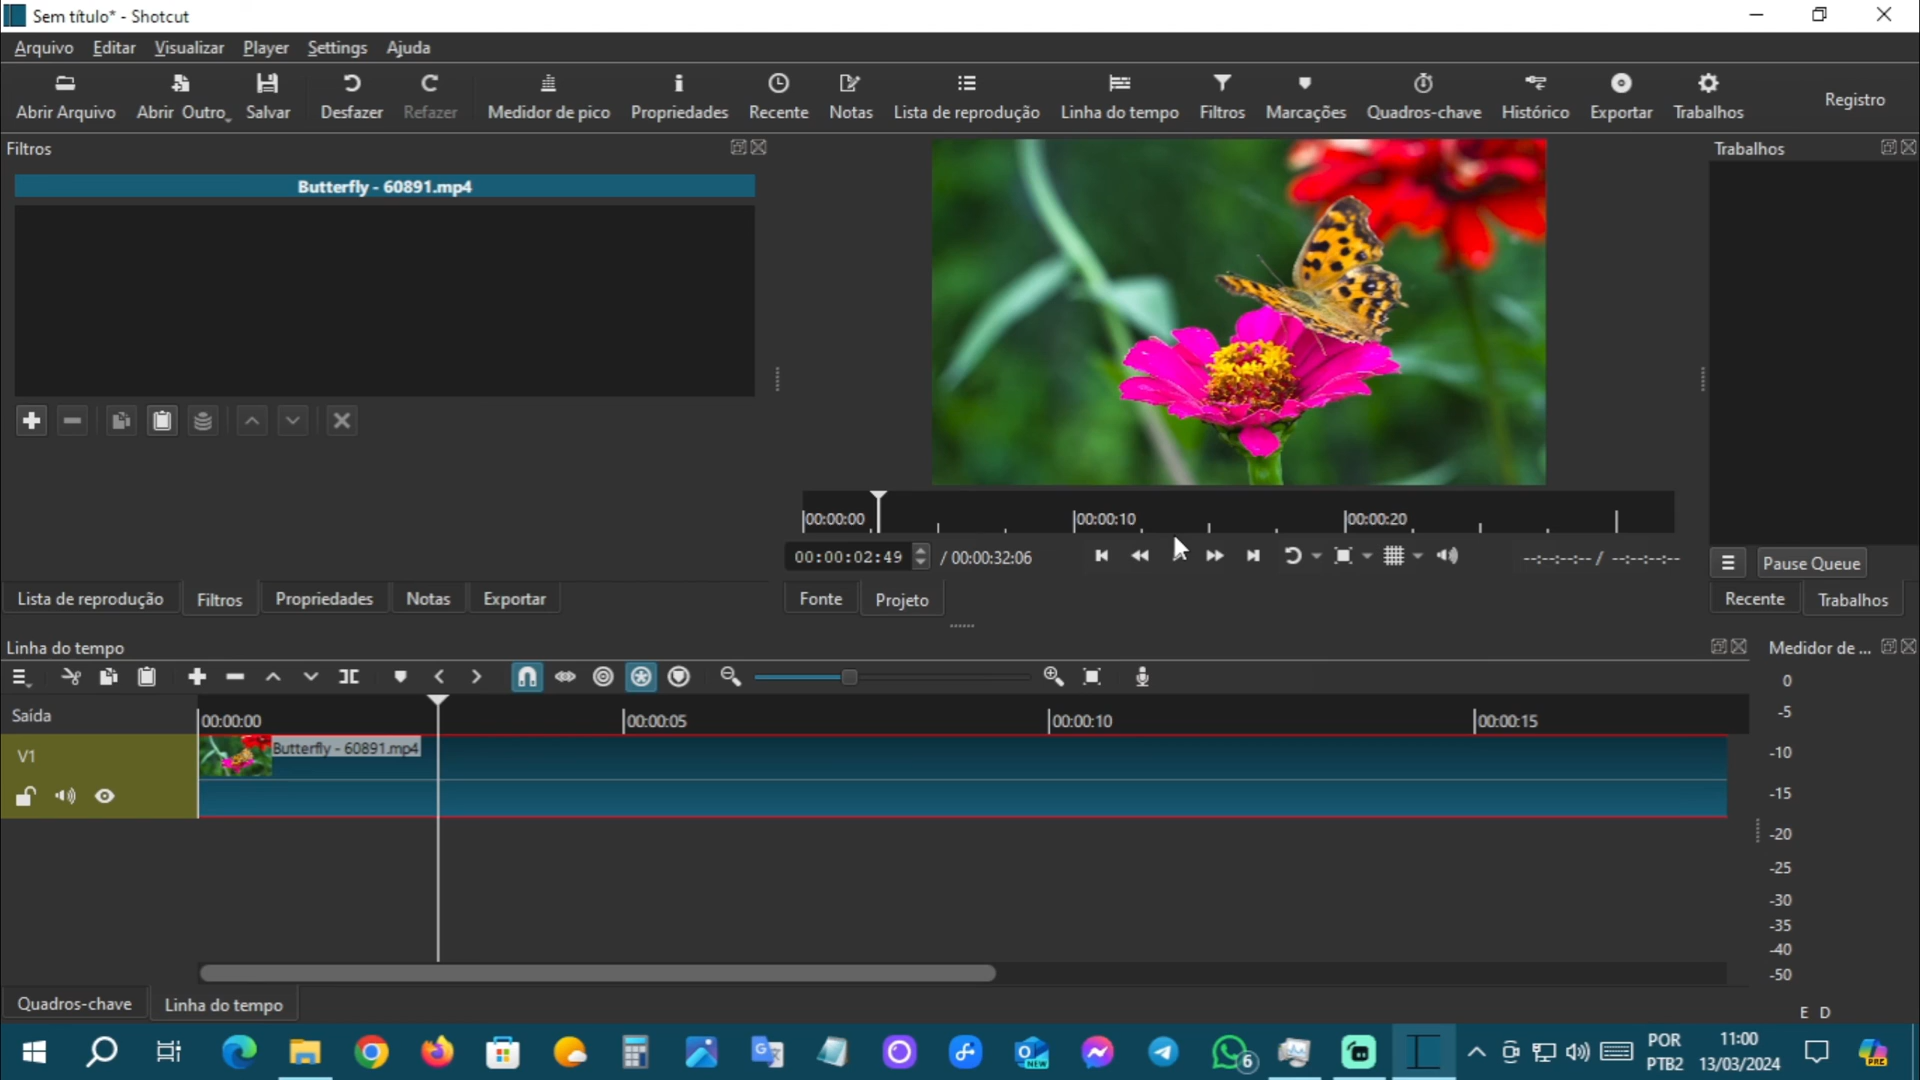 Sem título* - Shotcut
Arquivo Editar Visualizar Player Settings Ajuda
Abrir Arquivo Abrir Outro Salvar Desfazer Refazer Medidor de pico Propriedades Recente Notas Lista de reprodução Linha do tempo Filtros Marcações Quadros-chave Histórico Exportar Trabalhos Registro
Filtros
Butterfly - 60891.mp4
Trabalhos
00:00:00 00:00:10 00:00:20
00:00:02:49 / 00:00:32:06
--:--:--:-- / --:--:--:--
Pause Queue
Lista de reprodução Filtros Propriedades Notas Exportar
Fonte Projeto
Recente Trabalhos
Linha do tempo
Medidor de ...
Saída
00:00:00 00:00:05 00:00:10 00:00:15
V1
Butterfly - 60891.mp4
0
-5
-10
-15
-20
-25
-30
-35
-40
-50
E D
Quadros-chave Linha do tempo
NEW
6
POR
PTB2
11:00
13/03/2024
PRE